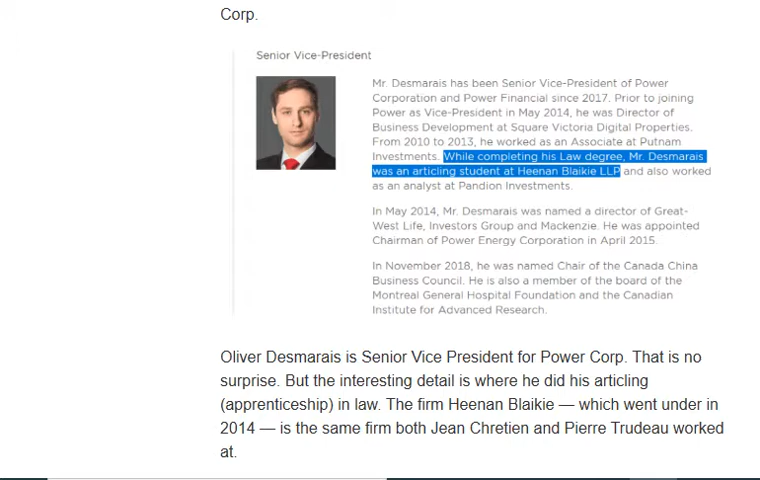 Corp.
Senior Vice-President
Mr. Desmarais has been Senior Vice-President of Power
Corporation and Power Financial since 2017. Prior to joining
Power as Vice-President in May 2014, he was Director of
Business Development at Square Victoria Digital Properties.
From 2010 to 2013, he worked as an Associate at Putnam
Investments. While completing his Law degree, Mr. Desmarais
was an articling student at Heenan Blaikie LLP and also worked
as an analyst at Pandion Investments.
In May 2014, Mr. Desmarais was named a director of Great-
West Life, Investors Group and Mackenzie. He was appointed
Chairman of Power Energy Corporation in April 2015.
In November 2018, he was named Chair of the Canada China
Business Council. He is also a member of the board of the
Montreal General Hospital Foundation and the Canadian
Institute for Advanced Research.
Oliver Desmarais is Senior Vice President for Power Corp. That is no
surprise. But the interesting detail is where he did his articling
(apprenticeship) in law. The firm Heenan Blaikie — which went under in
2014 — is the same firm both Jean Chretien and Pierre Trudeau worked
at.